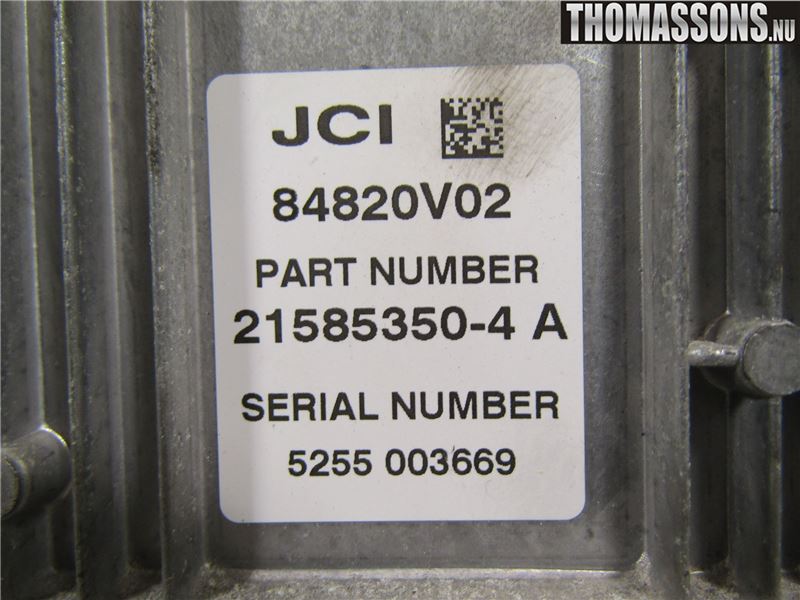 THOMASSONS.NU
JCI
84820V02
PART NUMBER
21585350-4 A
SERIAL NUMBER
5255 003669